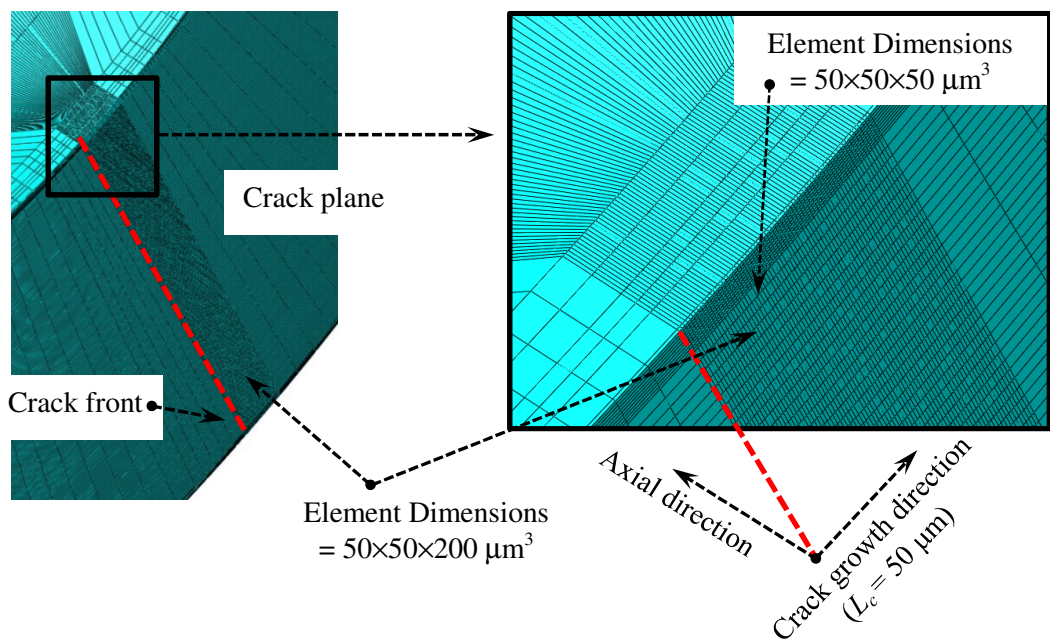 Element Dimensions
= 50×50×50 μm³
Crack plane
Crack front
Element Dimensions
= 50×50×200 μm³
Axial direction
Crack growth direction
(L_c = 50 μm)